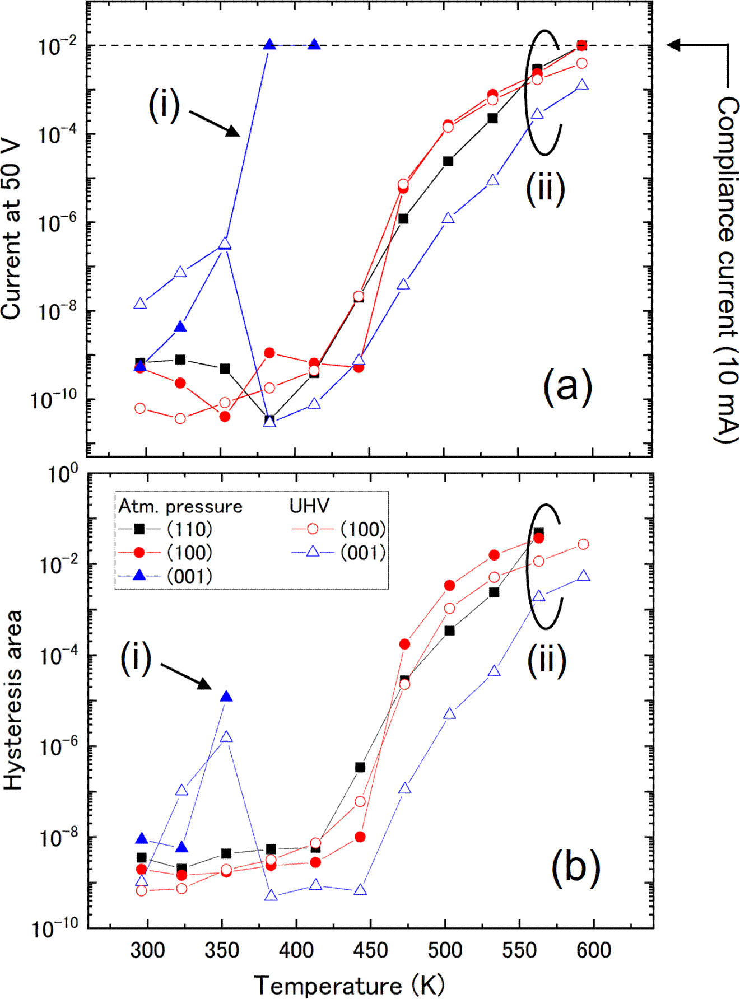 10⁻²
10⁻⁴
10⁻⁶
10⁻⁸
10⁻¹⁰
Current at 50 V
(i)
(ii)
(a)
Compliance current (10 mA)
10⁰
10⁻²
10⁻⁴
10⁻⁶
10⁻⁸
10⁻¹⁰
Hysteresis area
Atm. pressure UHV
(110) (100)
(100) (001)
(001)
(i)
(ii)
(b)
300 350 400 450 500 550 600
Temperature (K)